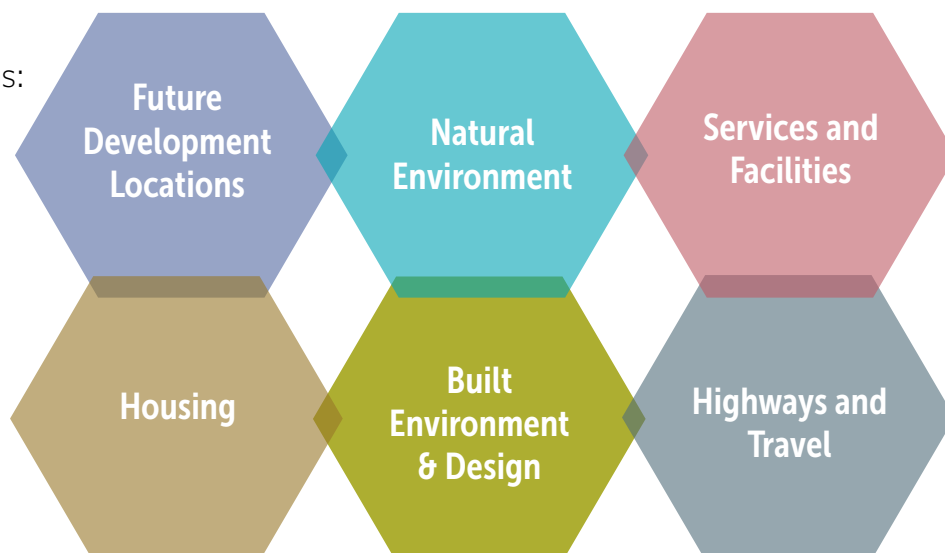 s:
Future
Development
Locations
Natural
Environment
Services and
Facilities
Housing
Built
Environment
& Design
Highways and
Travel